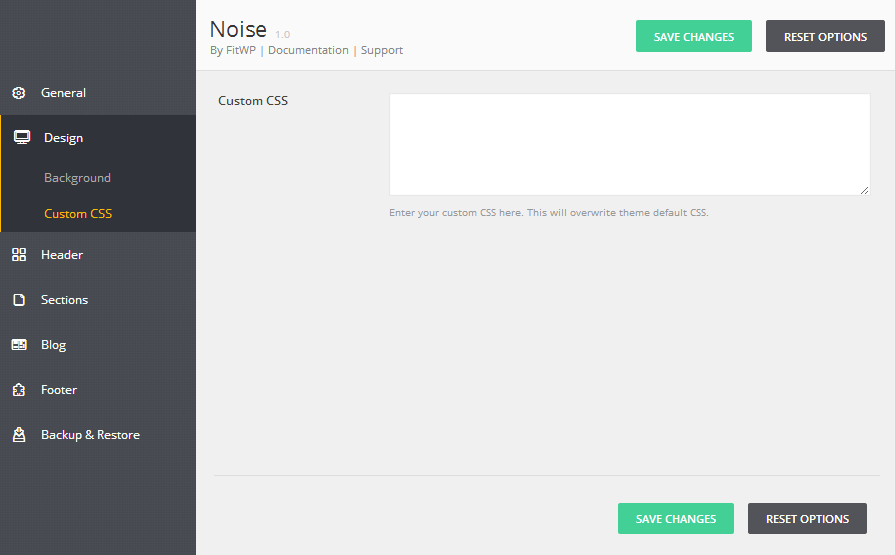 General
Design
Background
Custom CSS
Header
Sections
Blog
Footer
Backup & Restore
Noise 1.0
By FitWP | Documentation | Support
SAVE CHANGES
RESET OPTIONS
Custom CSS
Enter your custom CSS here. This will overwrite theme default CSS.
SAVE CHANGES
RESET OPTIONS